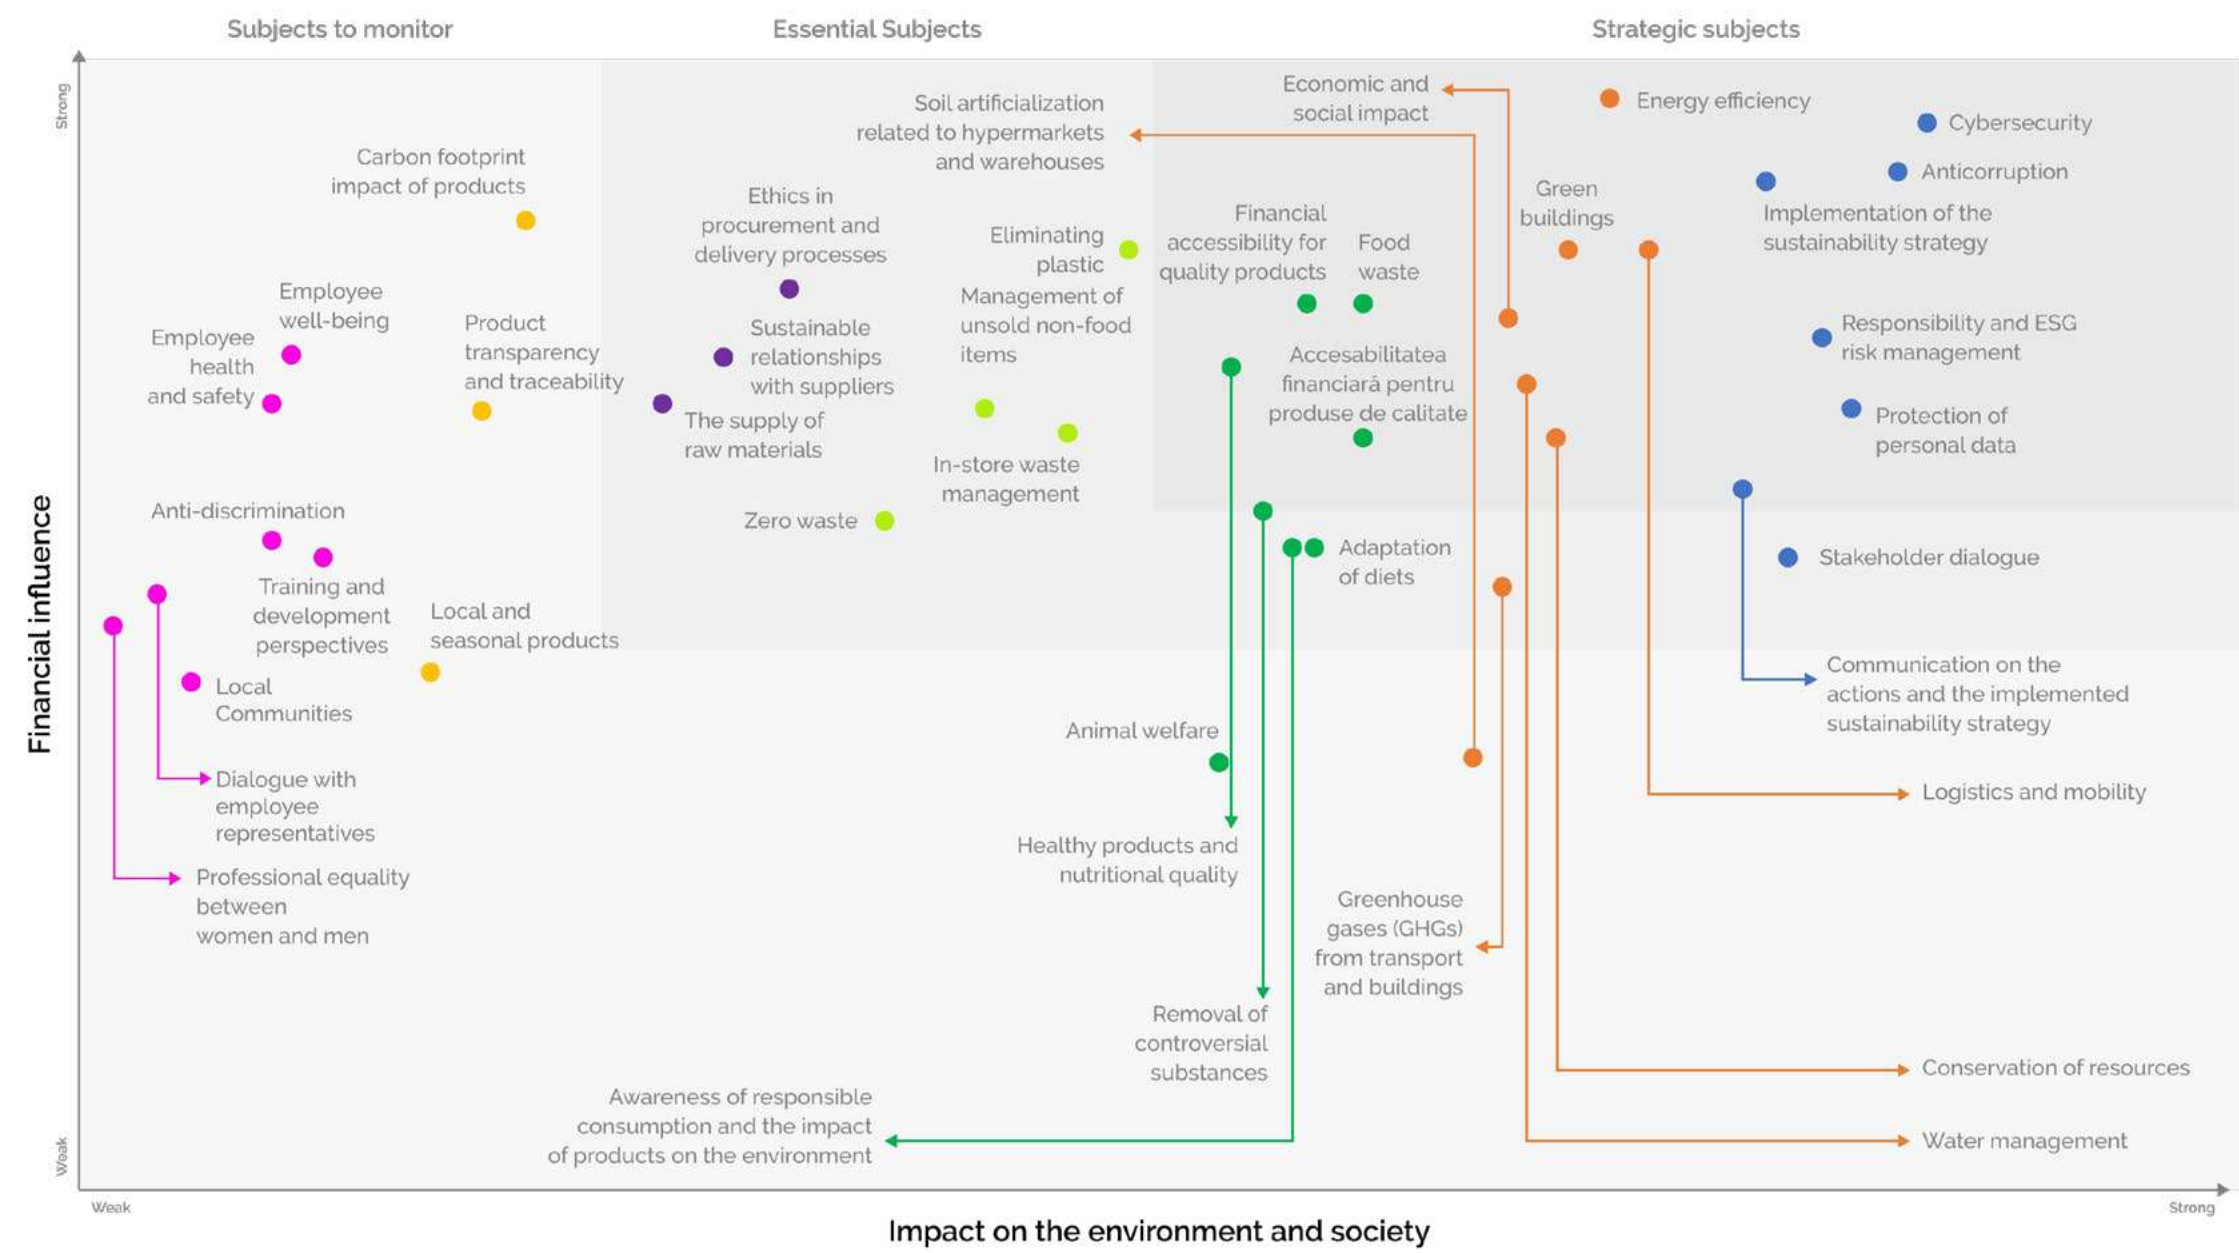 Subjects to monitor
Essential Subjects
Strategic subjects
Strong
Financial influence
Weak
Carbon footprint
impact of products
Employee
well-being
Employee
health
and safety
Product
transparency
and traceability
Anti-discrimination
Training and
development
perspectives
Local and
seasonal products
Local
Communities
Dialogue with
employee
representatives
Professional equality
between
women and men
Soil artificialization
related to hypermarkets
and warehouses
Ethics in
procurement and
delivery processes
Eliminating
plastic
Management of
unsold non-food
items
Sustainable
relationships
with suppliers
The supply of
raw materials
In-store waste
management
Zero waste
Economic and
social impact
Energy efficiency
Cybersecurity
Anticorruption
Green
buildings
Implementation of the
sustainability strategy
Financial
accessibility for
quality products
Food
waste
Responsibility and ESG
risk management
Accesabilitatea
financiară pentru
produse de calitate
Protection of
personal data
Adaptation
of diets
Stakeholder dialogue
Communication on the
actions and the implemented
sustainability strategy
Animal welfare
Logistics and mobility
Healthy products and
nutritional quality
Greenhouse
gases (GHGs)
from transport
and buildings
Removal of
controversial
substances
Conservation of resources
Awareness of responsible
consumption and the impact
of products on the environment
Water management
Weak
Strong
Impact on the environment and society